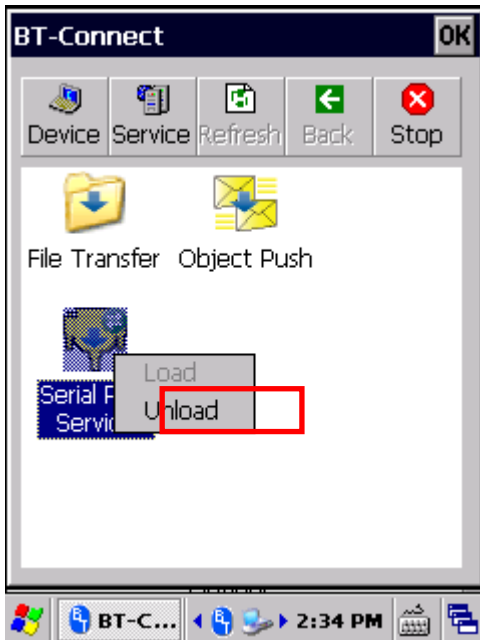 BT-Connect OK
Device Service Refresh Back Stop
File Transfer Object Push
Serial
Load
Unload
BT-C... 2:34 PM